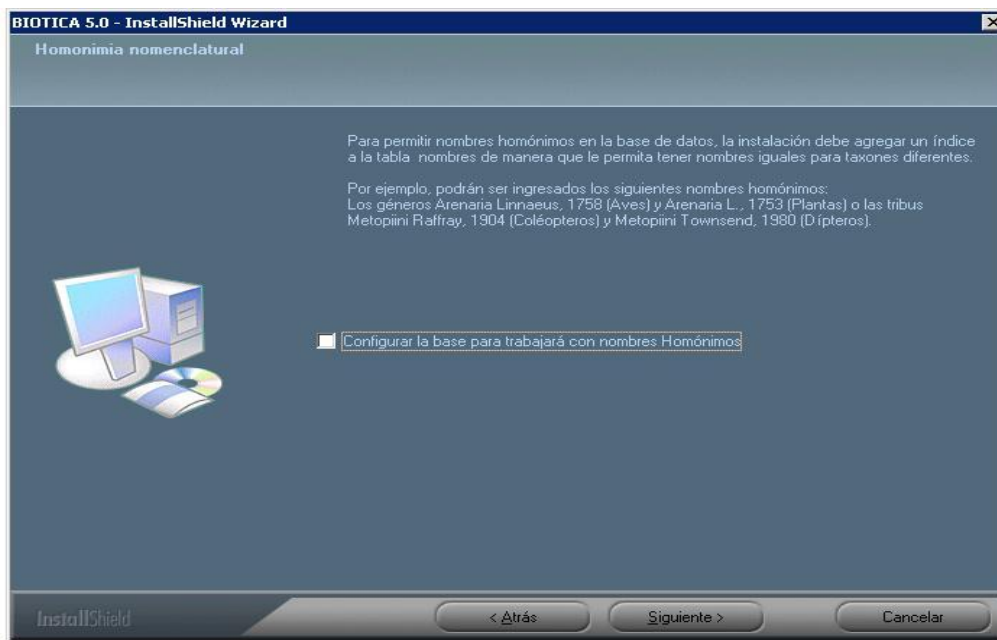 BIOTICA 5.0 - InstallShield Wizard
Homonimia nomenclatural
Para permitir nombres homónimos en la base de datos, la instalación debe agregar un índice
a la tabla nombres de manera que le permita tener nombres iguales para taxones diferentes.
Por ejemplo, podrán ser ingresados los siguientes nombres homónimos:
Los géneros Arenaria Linnaeus, 1758 (Aves) y Arenaria L., 1753 (Plantas) o las tribus
Metopiini Raffray, 1904 (Coléopteros) y Metopiini Townsend, 1980 (Dípteros).
Configurar la base para trabajará con nombres Homónimos
InstallShield
< Atrás
Siguiente >
Cancelar